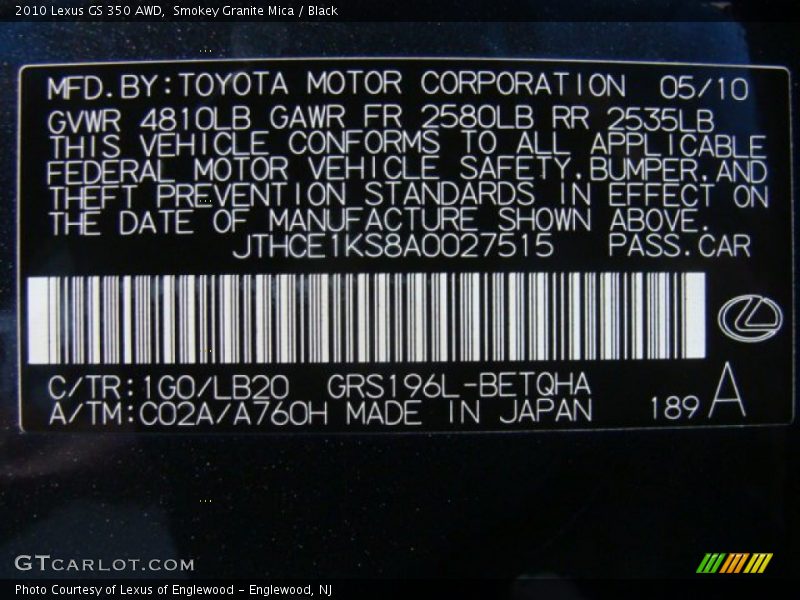 2010 Lexus GS 350 AWD, Smokey Granite Mica / Black
MFD.BY:TOYOTA MOTOR CORPORATION 05/10
GVWR 4810LB GAWR FR 2580LB RR 2535LB
THIS VEHICLE CONFORMS TO ALL APPLICABLE
FEDERAL MOTOR VEHICLE SAFETY.BUMPER.AND
THEFT PREVENTION STANDARDS IN EFFECT ON
THE DATE OF MANUFACTURE SHOWN ABOVE.
JTHCE1KS8A0027515 PASS.CAR
C/TR:1G0/LB20 GRS196L-BETQHA
A/TM:C02A/A760H MADE IN JAPAN 189 A
GTCARLOT.COM
Photo Courtesy of Lexus of Englewood - Englewood, NJ